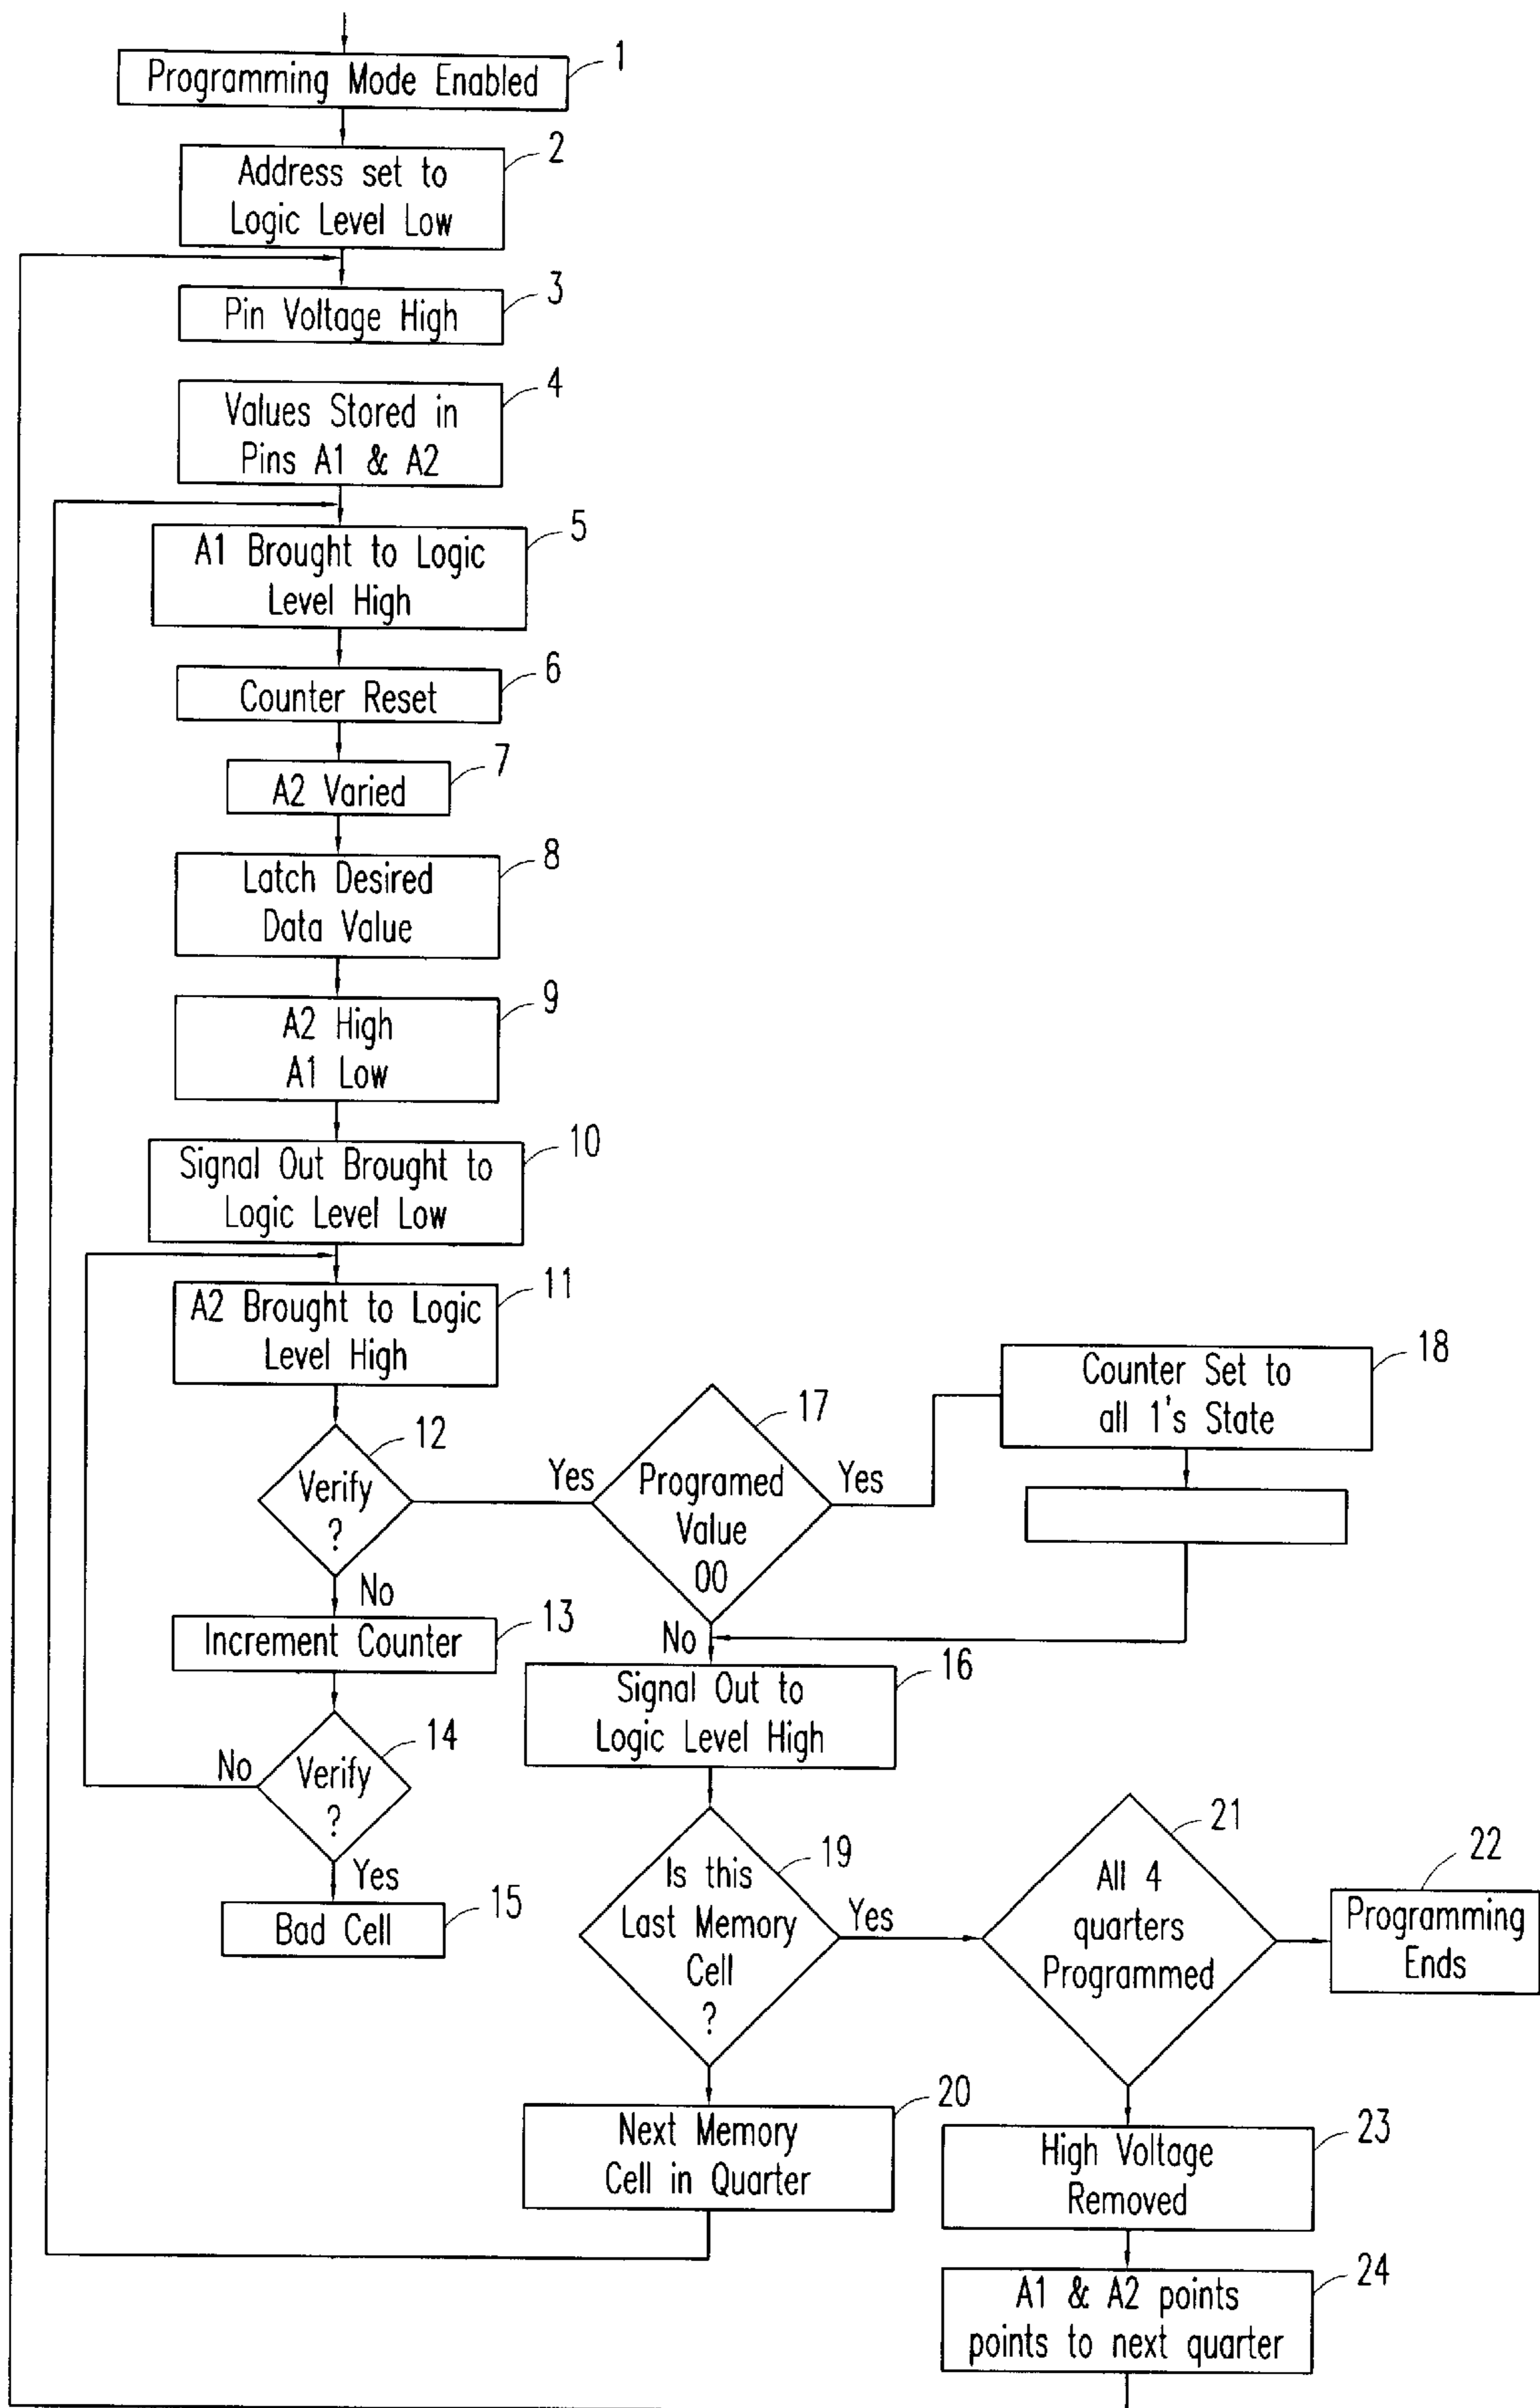 Programming Mode Enabled
1
Address set to
Logic Level Low
2
Pin Voltage High
3
Values Stored in
Pins A1 & A2
4
A1 Brought to Logic
Level High
5
Counter Reset
6
A2 Varied
7
Latch Desired
Data Value
8
A2 High
A1 Low
9
Signal Out Brought to
Logic Level Low
10
A2 Brought to Logic
Level High
11
Verify
?
12
Yes
No
Increment Counter
13
Verify
?
14
No
Yes
Bad Cell
15
Programed
Value
00
17
Yes
No
Counter Set to
all 1's State
18
Signal Out to
Logic Level High
16
Is this
Last Memory
Cell
?
19
Yes
Next Memory
Cell in Quarter
20
All 4
quarters
Programmed
21
Programming
Ends
22
High Voltage
Removed
23
A1 & A2 points
points to next quarter
24